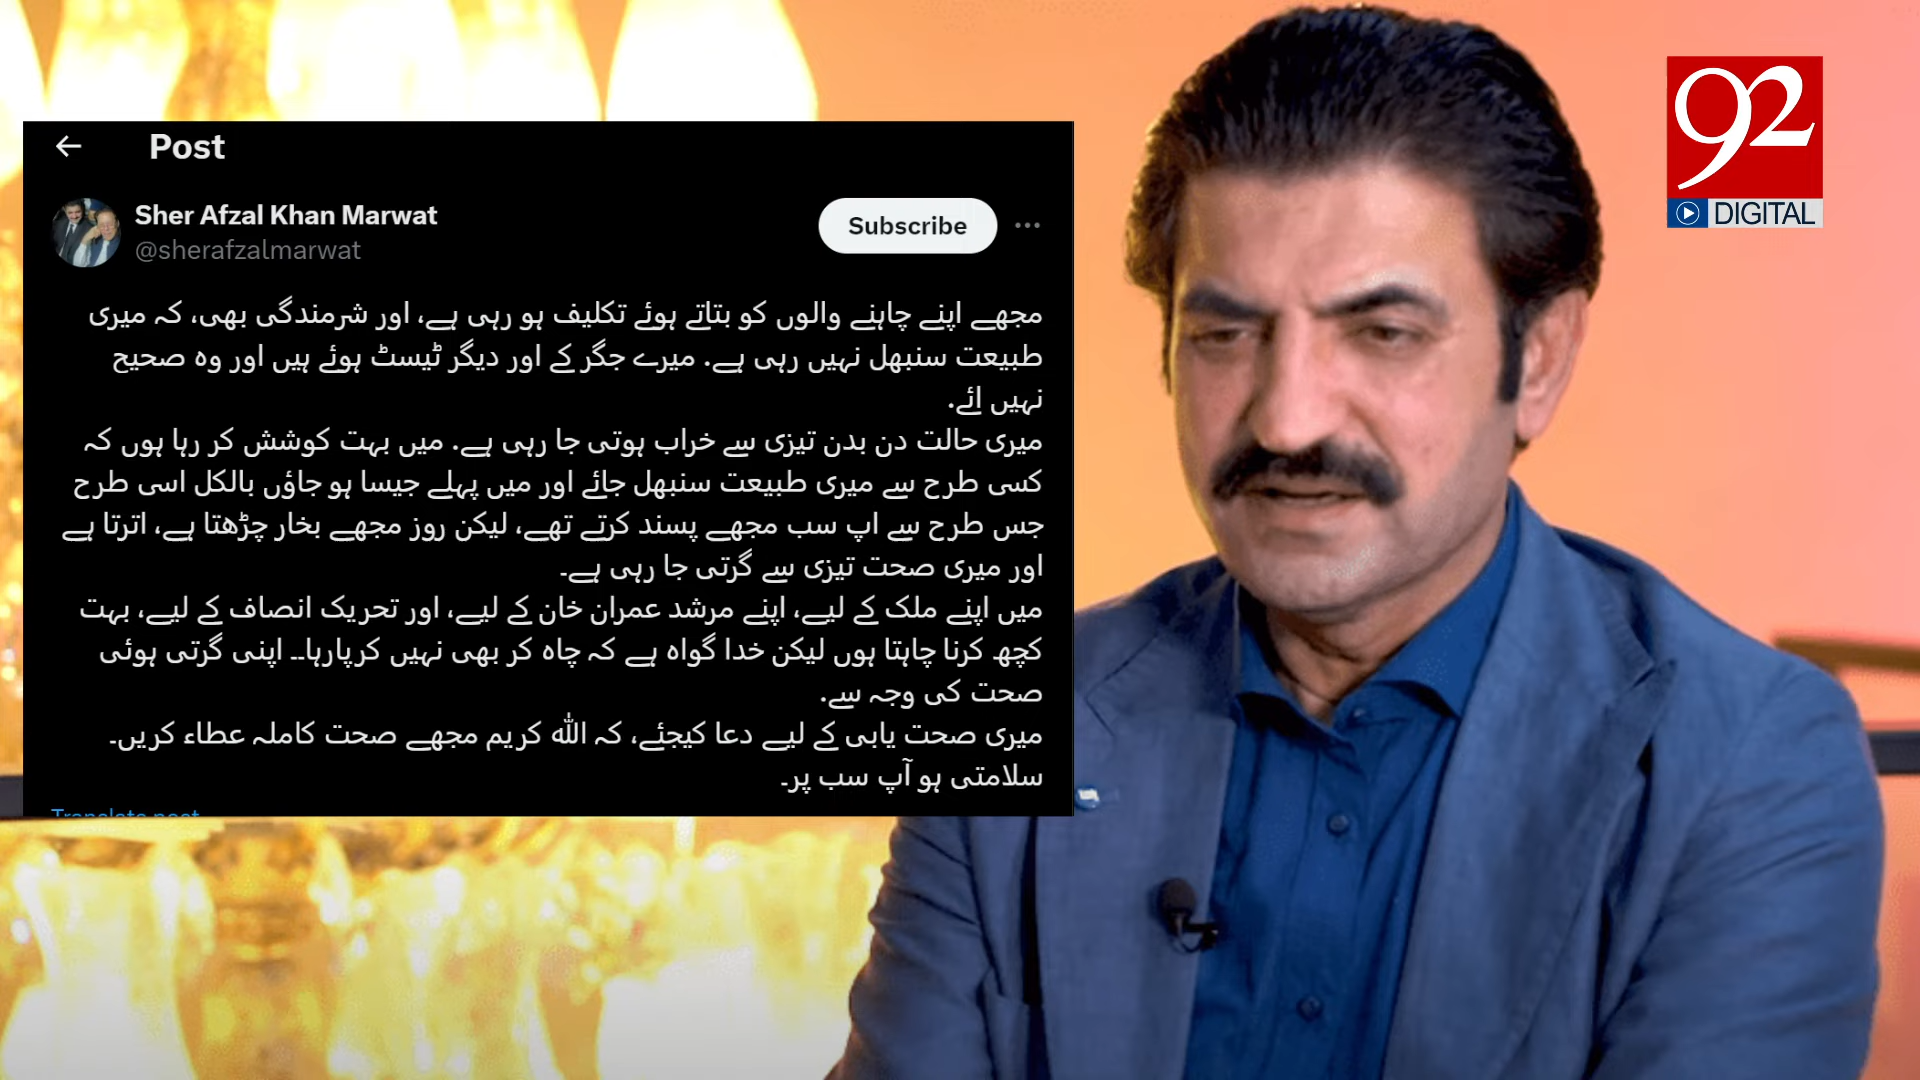 Post
Sher Afzal Khan Marwat
@sherafzalmarwat
Subscribe
مجھے اپنے چاہنے والوں کو بتاتے ہوئے تکلیف ہو رہی ہے، اور شرمندگی بھی، کہ میری
طبیعت سنبھل نہیں رہی ہے. میرے جگر کے اور دیگر ٹیسٹ ہوئے ہیں اور وہ صحیح
نہیں ائے.
میری حالت دن بدن تیزی سے خراب ہوتی جا رہی ہے. میں بہت کوشش کر رہا ہوں کہ
کسی طرح سے میری طبیعت سنبھل جائے اور میں پہلے جیسا ہو جاؤں بالکل اسی طرح
جس طرح سے اپ سب مجھے پسند کرتے تھے، لیکن روز مجھے بخار چڑھتا ہے، اترتا ہے
اور میری صحت تیزی سے گرتی جا رہی ہے۔
میں اپنے ملک کے لیے، اپنے مرشد عمران خان کے لیے، اور تحریک انصاف کے لیے، بہت
کچھ کرنا چاہتا ہوں لیکن خدا گواہ ہے کہ چاہ کر بھی نہیں کرپارہا۔۔ اپنی گرتی ہوئی
صحت کی وجہ سے.
میری صحت یابی کے لیے دعا کیجئے، کہ اللّٰہ کریم مجھے صحت کاملہ عطاء کریں۔
سلامتی ہو آپ سب پر۔
Translate post
92
DIGITAL